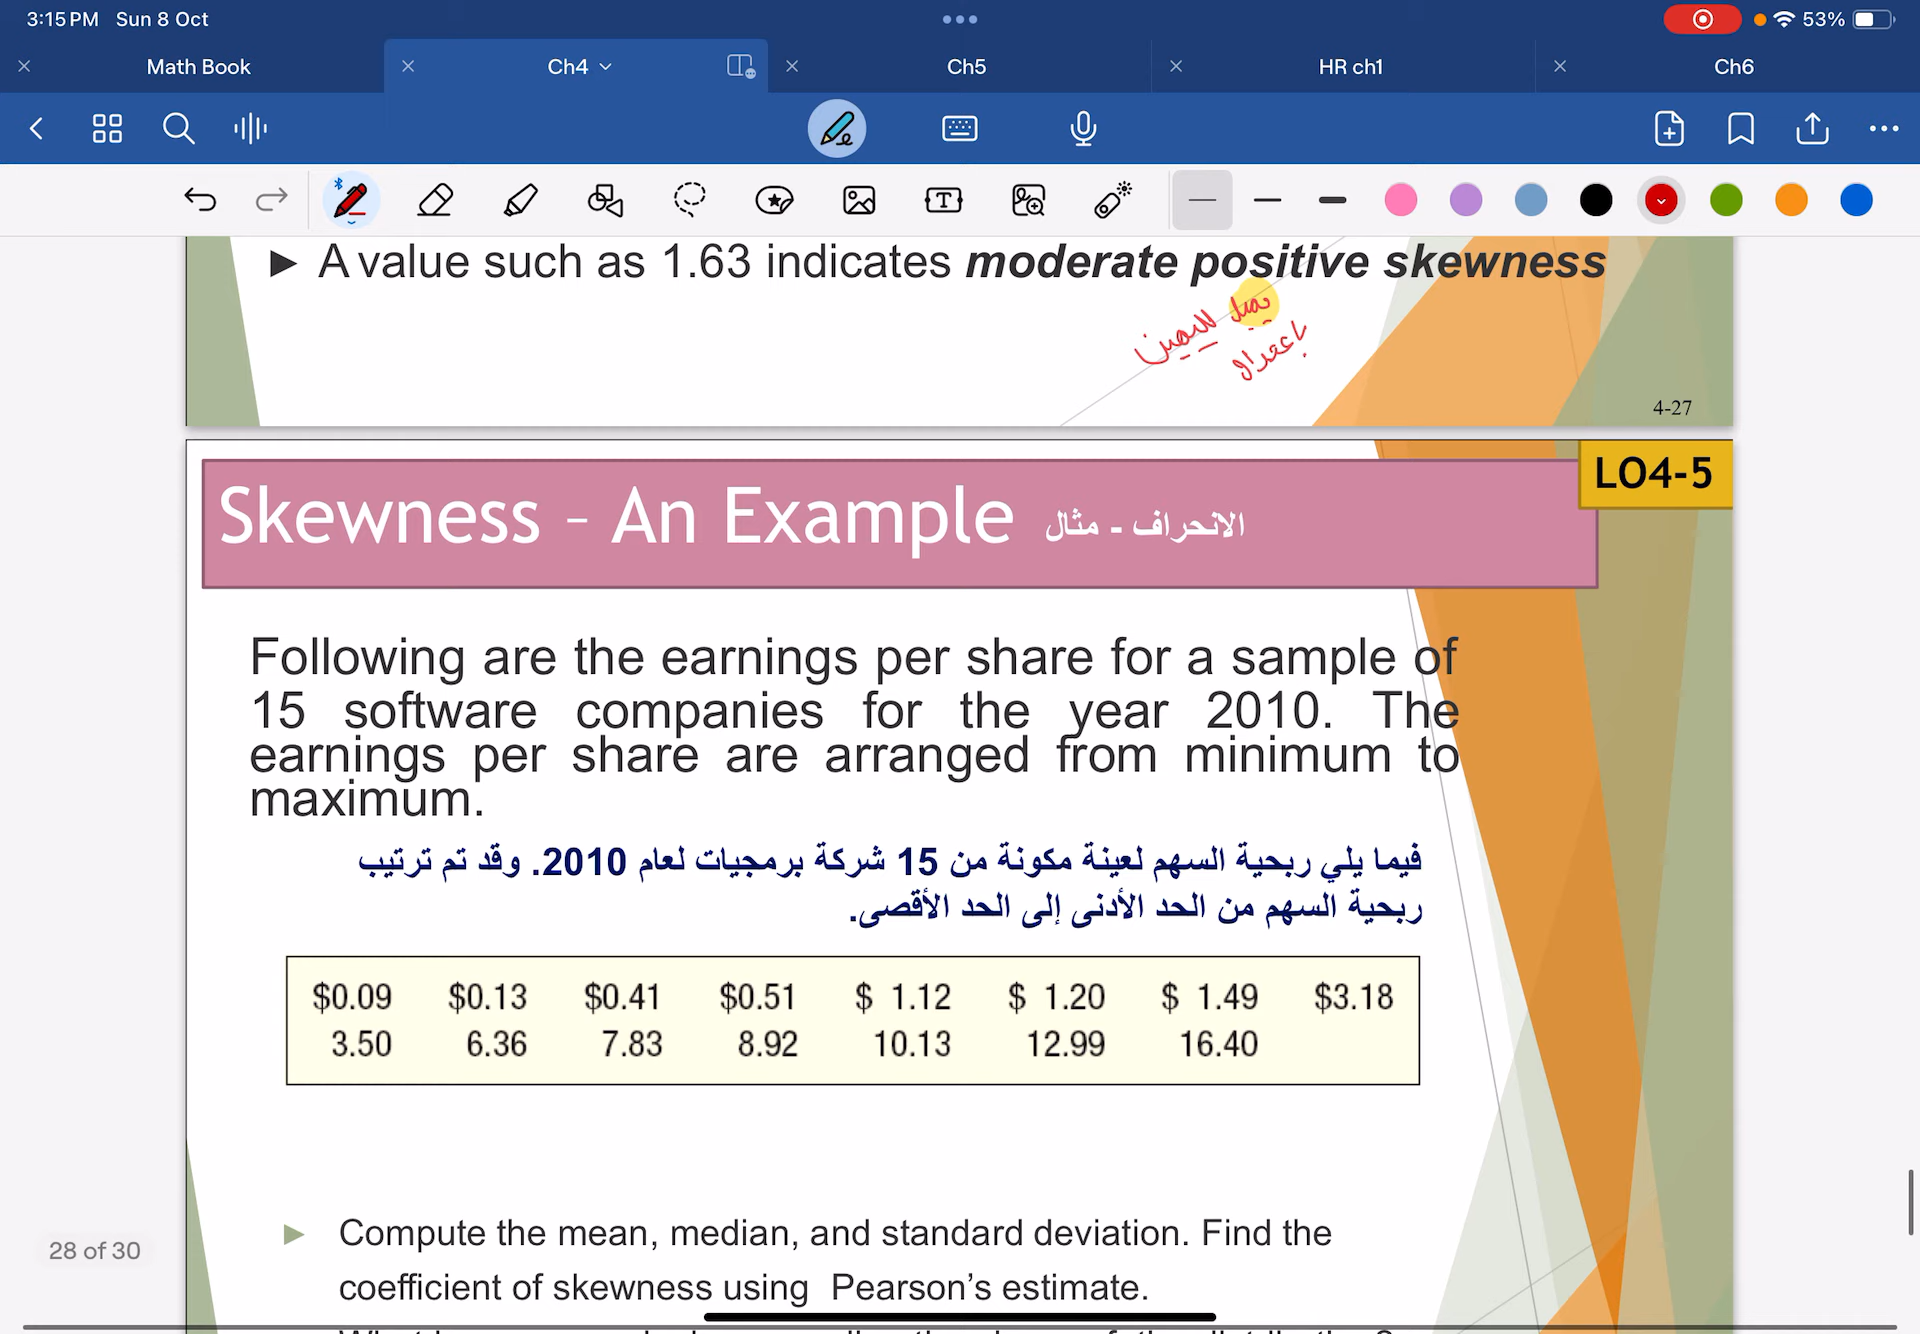 3:15 PM Sun 8 Oct
53%
Math Book
Ch4
Ch5
HR ch1
Ch6
► A value such as 1.63 indicates moderate positive skewness
يميل لليمين
باعتدال
4-27
LO4-5
Skewness – An Example الانحراف - مثال
Following are the earnings per share for a sample of
15 software companies for the year 2010. The
earnings per share are arranged from minimum to
maximum.
فيما يلي ربحية السهم لعينة مكونة من 15 شركة برمجيات لعام 2010. وقد تم ترتيب
ربحية السهم من الحد الأدنى إلى الحد الأقصى.
$0.09 $0.13 $0.41 $0.51 $ 1.12 $ 1.20 $ 1.49 $3.18
3.50 6.36 7.83 8.92 10.13 12.99 16.40
► Compute the mean, median, and standard deviation. Find the
coefficient of skewness using Pearson's estimate.
28 of 30